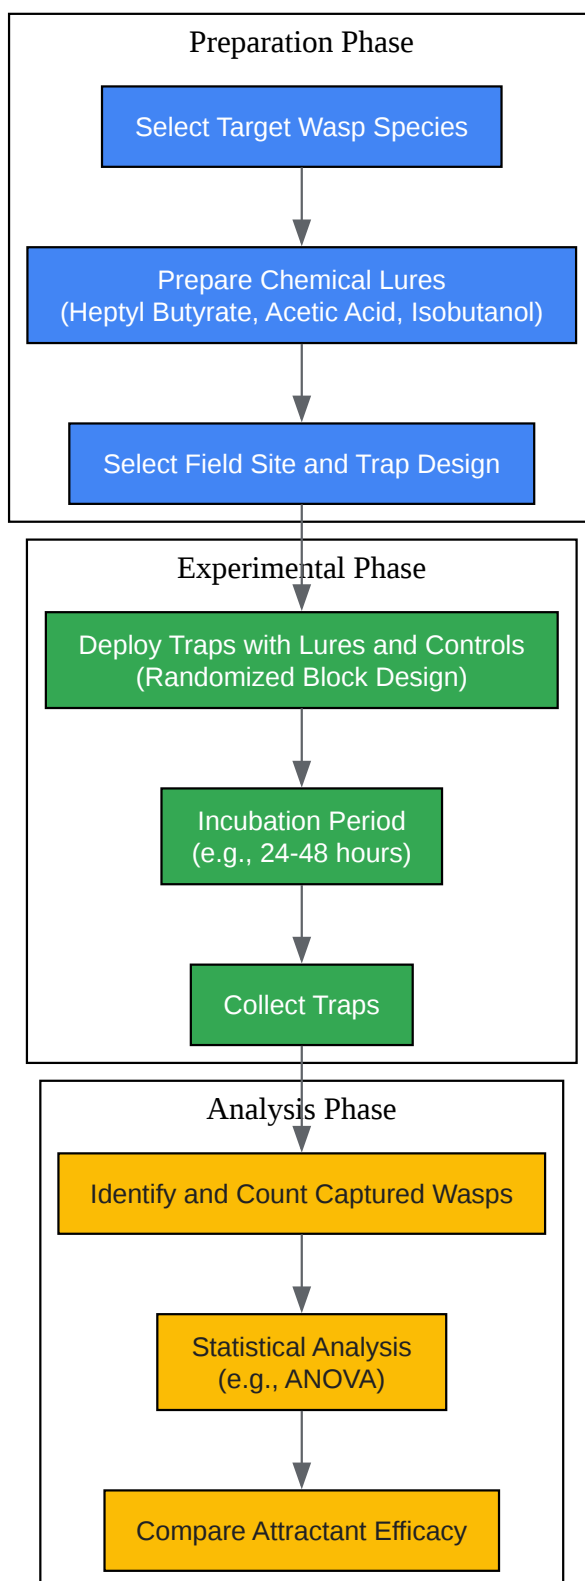 Preparation Phase
Select Target Wasp Species
Prepare Chemical Lures
(Heptyl Butyrate, Acetic Acid, Isobutanol)
Select Field Site and Trap Design
Experimental Phase
Deploy Traps with Lures and Controls
(Randomized Block Design)
Incubation Period
(e.g., 24-48 hours)
Collect Traps
Analysis Phase
Identify and Count Captured Wasps
Statistical Analysis
(e.g., ANOVA)
Compare Attractant Efficacy